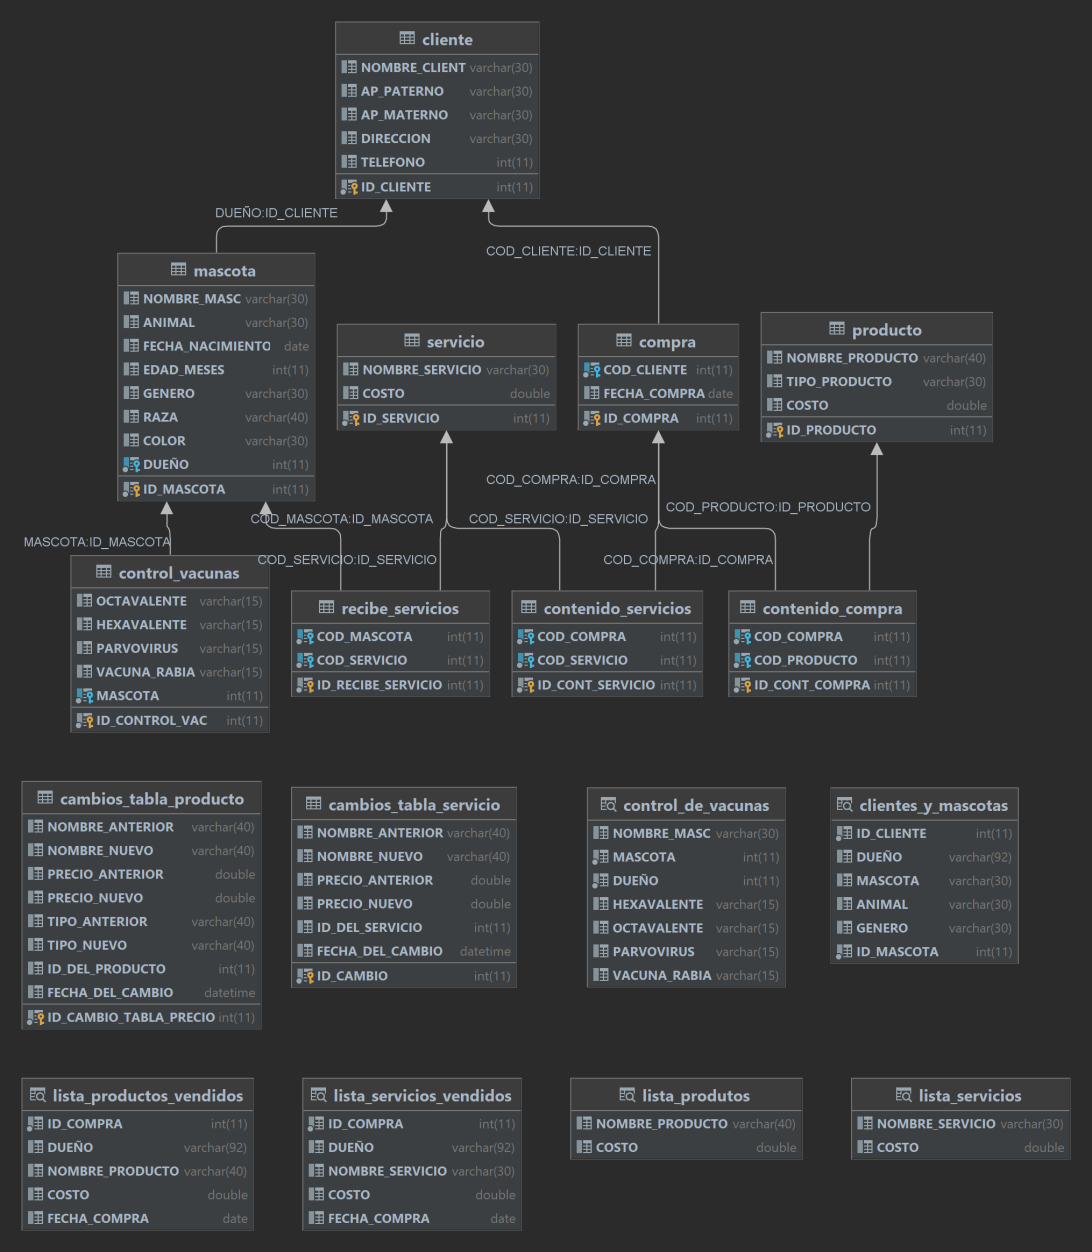 cliente
NOMBRE_CLIENT varchar(30)
AP_PATERNO varchar(30)
AP_MATERNO varchar(30)
DIRECCION varchar(30)
TELEFONO int(11)
ID_CLIENTE int(11)
DUEÑO:ID_CLIENTE
COD_CLIENTE:ID_CLIENTE
mascota
NOMBRE_MASC varchar(30)
ANIMAL varchar(30)
FECHA_NACIMIENTO date
EDAD_MESES int(11)
GENERO varchar(30)
RAZA varchar(40)
COLOR varchar(30)
DUEÑO int(11)
ID_MASCOTA int(11)
servicio
NOMBRE_SERVICIO varchar(30)
COSTO double
ID_SERVICIO int(11)
compra
COD_CLIENTE int(11)
FECHA_COMPRA date
ID_COMPRA int(11)
producto
NOMBRE_PRODUCTO varchar(40)
TIPO_PRODUCTO varchar(30)
COSTO double
ID_PRODUCTO int(11)
COD_COMPRA:ID_COMPRA
COD_PRODUCTO:ID_PRODUCTO
COD_MASCOTA:ID_MASCOTA
COD_SERVICIO:ID_SERVICIO
MASCOTA:ID_MASCOTA
COD_SERVICIO:ID_SERVICIO
COD_COMPRA:ID_COMPRA
control_vacunas
OCTAVALENTE varchar(15)
HEXAVALENTE varchar(15)
PARVOVIRUS varchar(15)
VACUNA_RABIA varchar(15)
MASCOTA int(11)
ID_CONTROL_VAC int(11)
recibe_servicios
COD_MASCOTA int(11)
COD_SERVICIO int(11)
ID_RECIBE_SERVICIO int(11)
contenido_servicios
COD_COMPRA int(11)
COD_SERVICIO int(11)
ID_CONT_SERVICIO int(11)
contenido_compra
COD_COMPRA int(11)
COD_PRODUCTO int(11)
ID_CONT_COMPRA int(11)
cambios_tabla_producto
NOMBRE_ANTERIOR varchar(40)
NOMBRE_NUEVO varchar(40)
PRECIO_ANTERIOR double
PRECIO_NUEVO double
TIPO_ANTERIOR varchar(40)
TIPO_NUEVO varchar(40)
ID_DEL_PRODUCTO int(11)
FECHA_DEL_CAMBIO datetime
ID_CAMBIO_TABLA_PRECIO int(11)
cambios_tabla_servicio
NOMBRE_ANTERIOR varchar(40)
NOMBRE_NUEVO varchar(40)
PRECIO_ANTERIOR double
PRECIO_NUEVO double
ID_DEL_SERVICIO int(11)
FECHA_DEL_CAMBIO datetime
ID_CAMBIO int(11)
control_de_vacunas
NOMBRE_MASC varchar(30)
MASCOTA int(11)
DUEÑO int(11)
HEXAVALENTE varchar(15)
OCTAVALENTE varchar(15)
PARVOVIRUS varchar(15)
VACUNA_RABIA varchar(15)
clientes_y_mascotas
ID_CLIENTE int(11)
DUEÑO varchar(92)
MASCOTA varchar(30)
ANIMAL varchar(30)
GENERO varchar(30)
ID_MASCOTA int(11)
lista_productos_vendidos
ID_COMPRA int(11)
DUEÑO varchar(92)
NOMBRE_PRODUCTO varchar(40)
COSTO double
FECHA_COMPRA date
lista_servicios_vendidos
ID_COMPRA int(11)
DUEÑO varchar(92)
NOMBRE_SERVICIO varchar(30)
COSTO double
FECHA_COMPRA date
lista_produtos
NOMBRE_PRODUCTO varchar(40)
COSTO double
lista_servicios
NOMBRE_SERVICIO varchar(30)
COSTO double